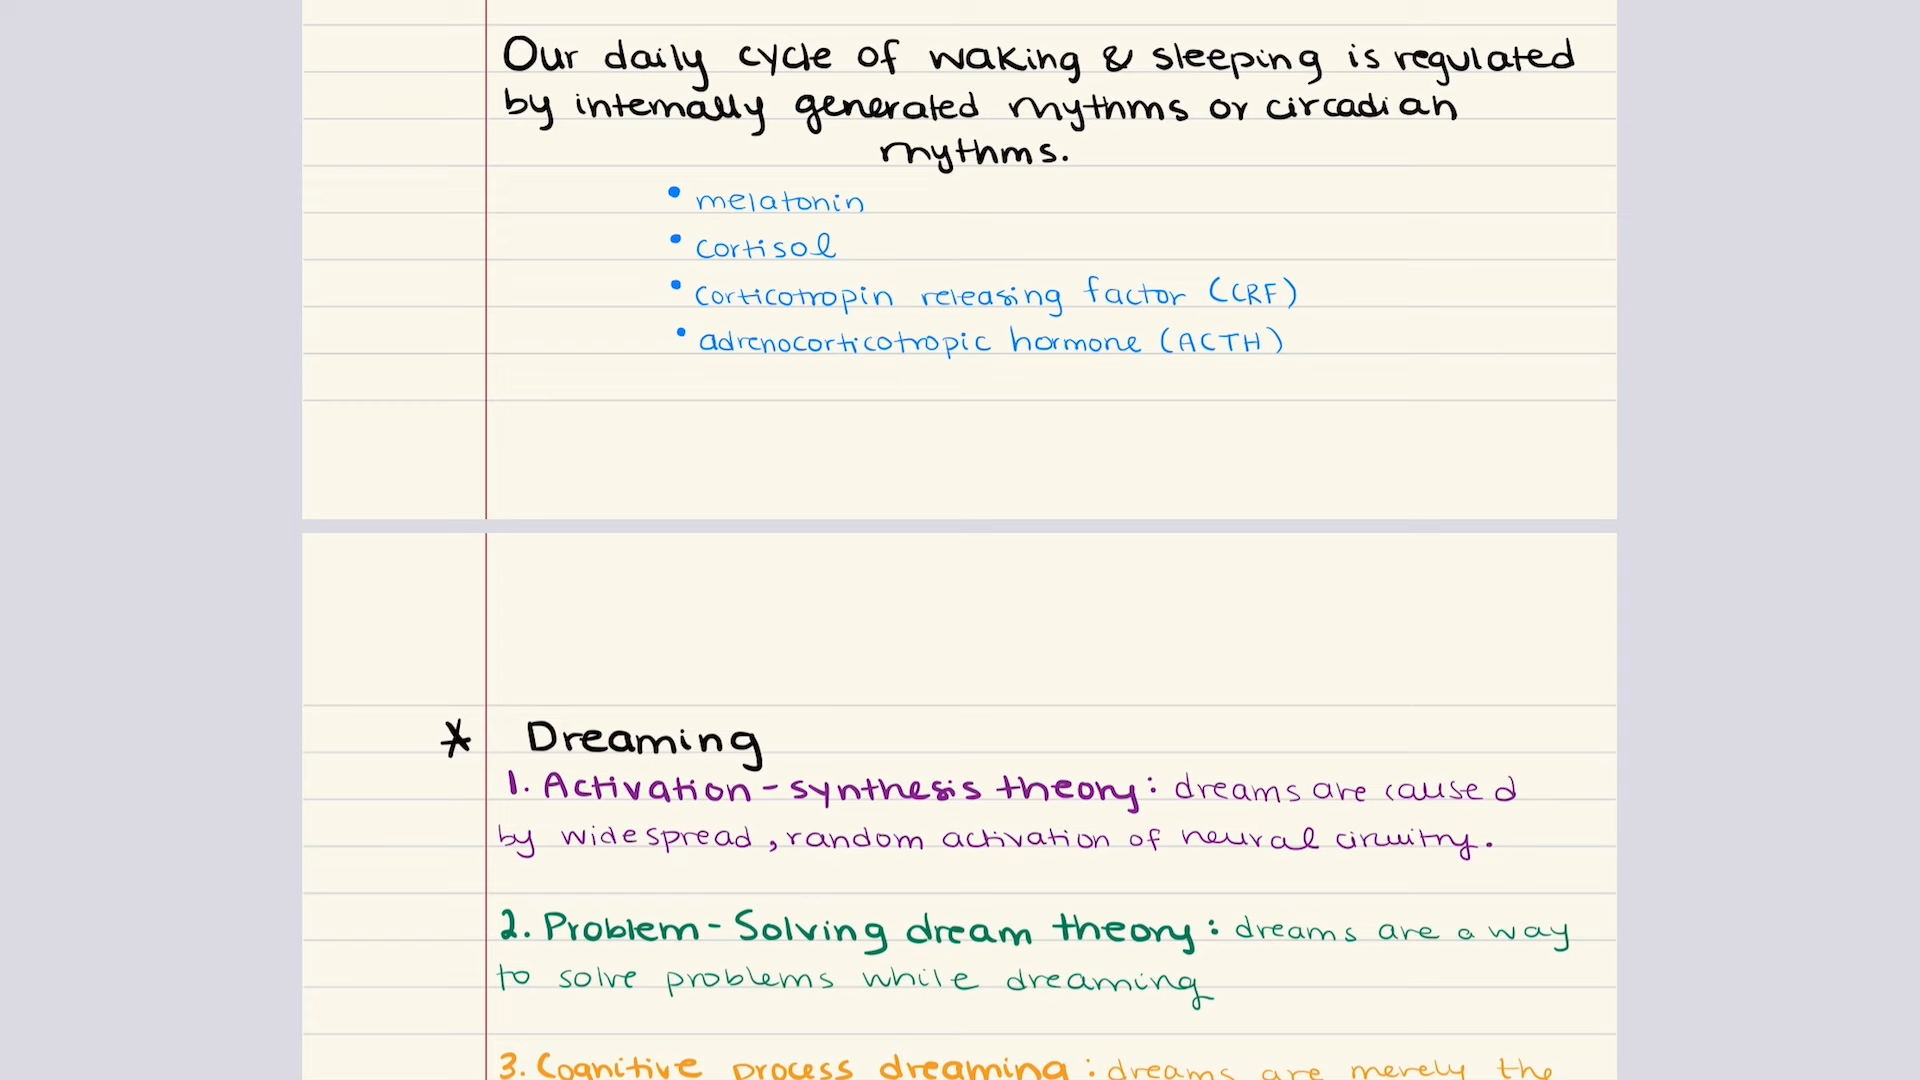 Our daily cycle of waking & sleeping is regulated
by internally generated rhythms or circadian
rhythms.
• melatonin
• cortisol
• corticotropin releasing factor (CRF)
• adrenocorticotropic hormone (ACTH)
* Dreaming
1. Activation-synthesis theory: dreams are caused
by widespread, random activation of neural circuitry.
2. Problem-Solving dream theory: dreams are a way
to solve problems while dreaming
3. Cognitive process dreaming: dreams are merely the